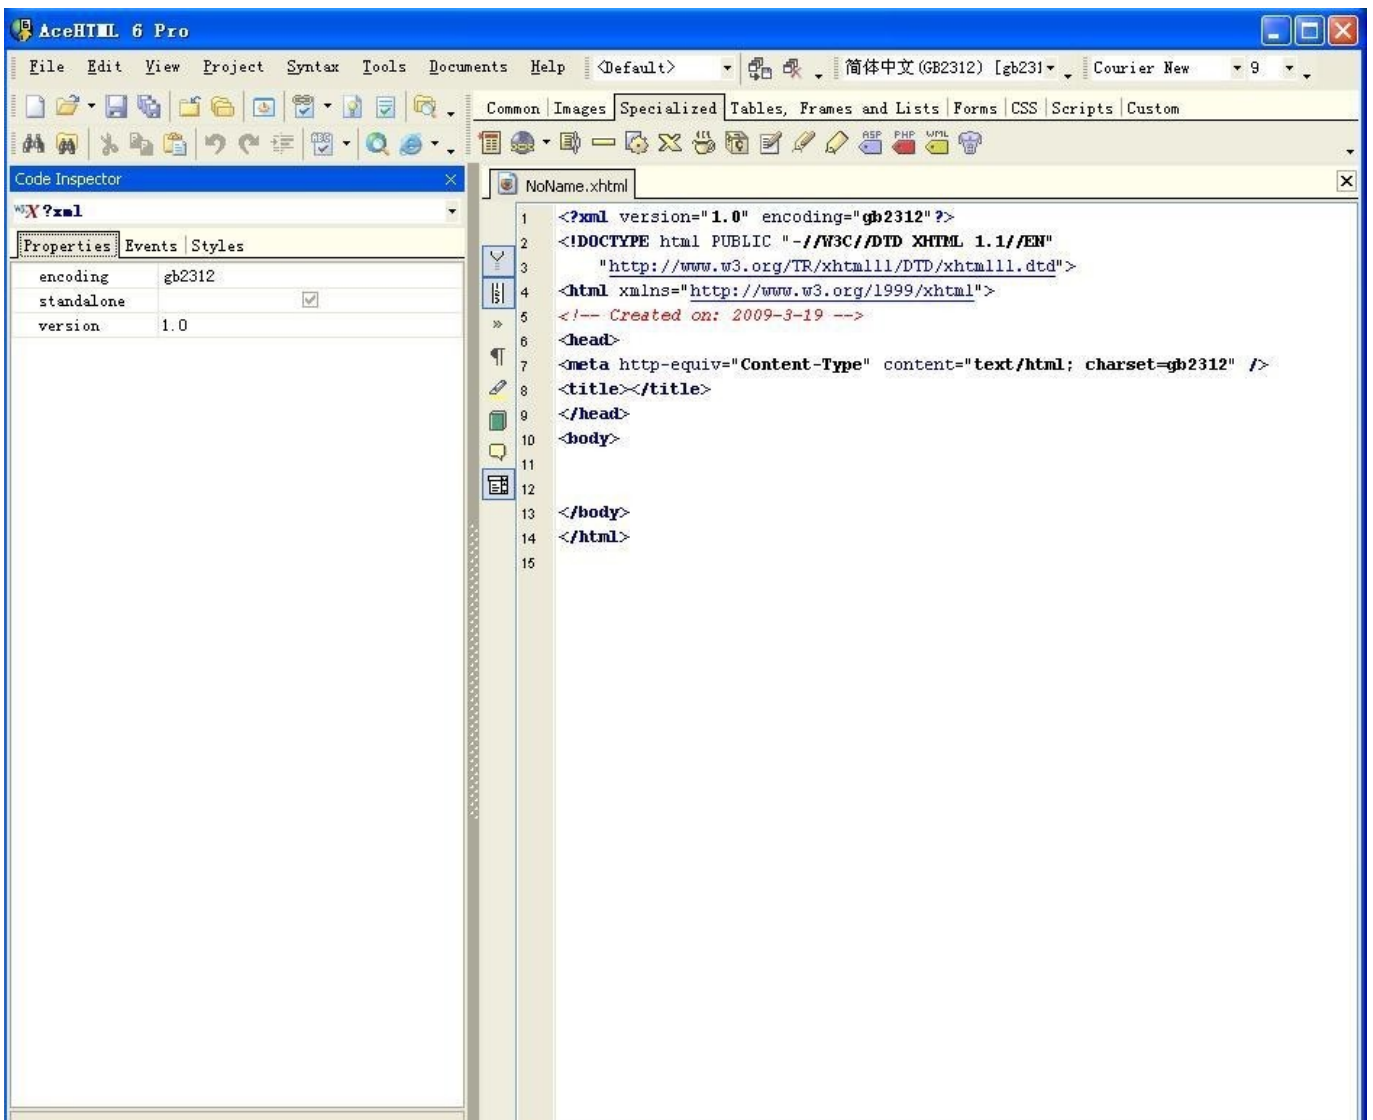 AceHTML 6 Pro
File Edit View Project Syntax Tools Documents Help <Default> 简体中文(GB2312) [gb231 Courier New 9
Common Images Specialized Tables, Frames and Lists Forms CSS Scripts Custom
ASP PHP WML
Code Inspector
?xml
Properties Events Styles
encoding gb2312
standalone
version 1.0
NoName.xhtml
1 <?xml version="1.0" encoding="gb2312"?>
2 <!DOCTYPE html PUBLIC "-//W3C//DTD XHTML 1.1//EN"
3 "http://www.w3.org/TR/xhtml11/DTD/xhtml11.dtd">
4 <html xmlns="http://www.w3.org/1999/xhtml">
5 <!-- Created on: 2009-3-19 -->
6 <head>
7 <meta http-equiv="Content-Type" content="text/html; charset=gb2312" />
8 <title></title>
9 </head>
10 <body>
11
12
13 </body>
14 </html>
15